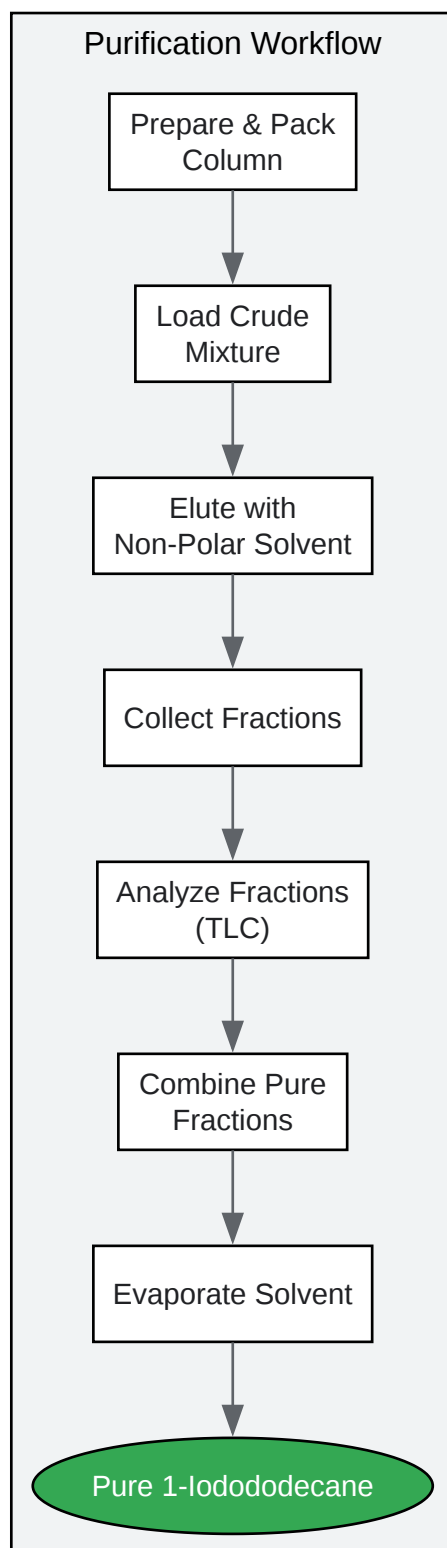 Purification Workflow
Prepare & Pack
Column
Load Crude
Mixture
Elute with
Non-Polar Solvent
Collect Fractions
Analyze Fractions
(TLC)
Combine Pure
Fractions
Evaporate Solvent
Pure 1-Iodododecane